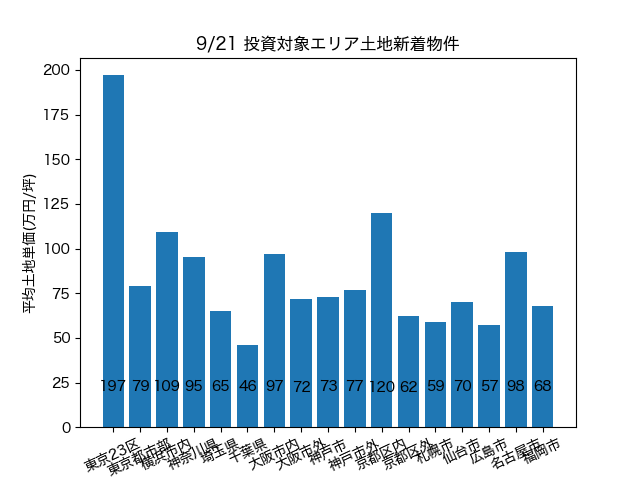 9/21 投資対象エリア土地新着物件
平均土地単価(万円/坪)
200
175
150
125
100
75
50
25
0
197 79 109 95 65 46 97 72 73 77 120 62 59 70 57 98 68
東京23区 東京都市部 横浜市内 神奈川県 埼玉県 千葉県 大阪市内 大阪市外 神戸市 神戸市外 京都区内 京都区外 札幌市 仙台市 広島市 名古屋市 福岡市